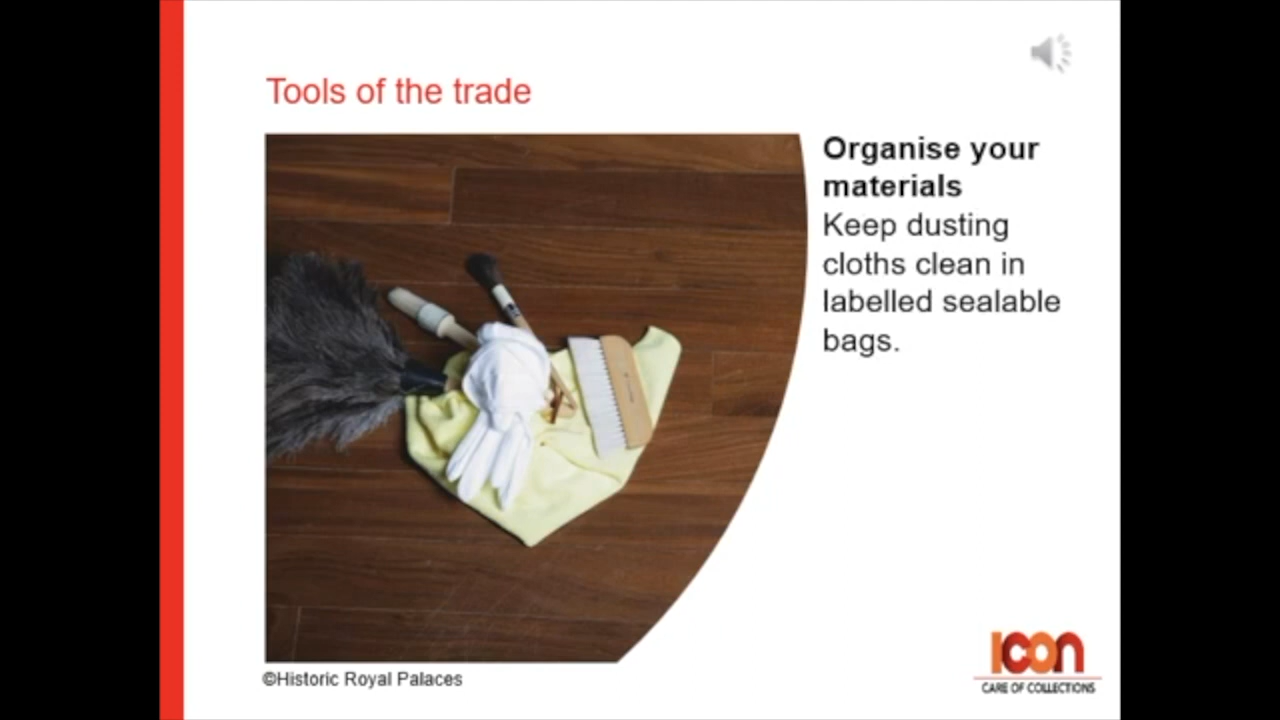 Tools of the trade
Organise your
materials
Keep dusting
cloths clean in
labelled sealable
bags.
©Historic Royal Palaces
Icon
CARE OF COLLECTIONS